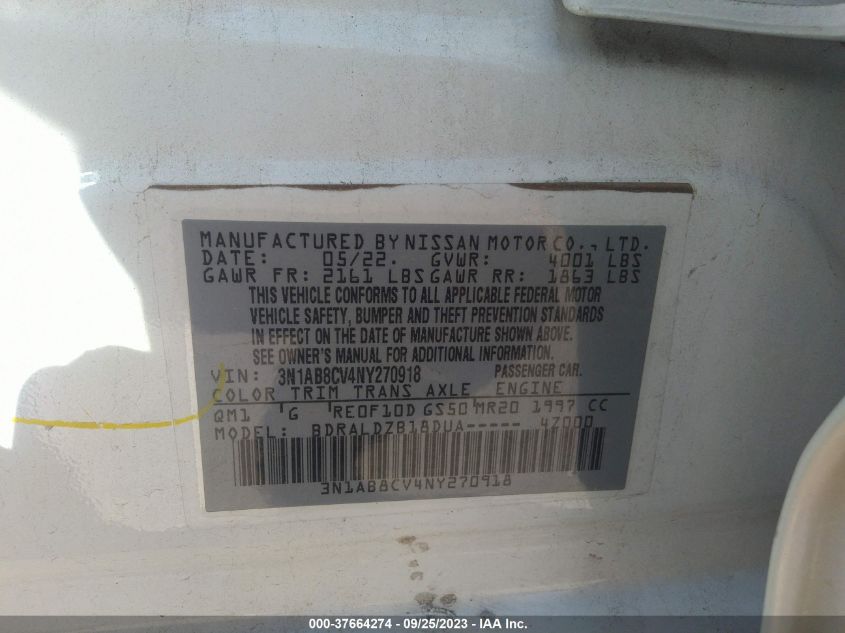 MANUFACTURED BY NISSAN MOTOR CO., LTD.
DATE: 05/22. GVWR: 4001 LBS
GAWR FR: 2161 LBS GAWR RR: 1863 LBS
THIS VEHICLE CONFORMS TO ALL APPLICABLE FEDERAL MOTOR
VEHICLE SAFETY, BUMPER AND THEFT PREVENTION STANDARDS
IN EFFECT ON THE DATE OF MANUFACTURE SHOWN ABOVE.
SEE OWNER'S MANUAL FOR ADDITIONAL INFORMATION.
VIN: 3N1AB8CV4NY270918 PASSENGER CAR.
COLOR TRIM TRANS AXLE ENGINE
QM1 G RE0F10D GS50 MR20 1997 CC
MODEL: BDRALDZB18DUA----- 4Z000
3N1AB8CV4NY270918
000-37664274 - 09/25/2023 - IAA Inc.